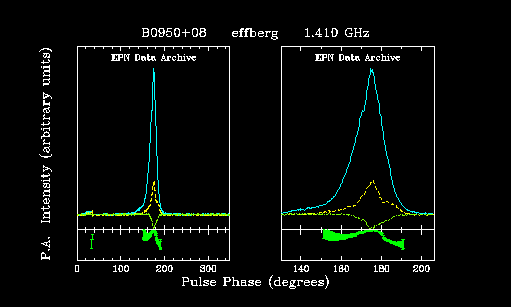 B0950+08 effberg 1.410 GHz
EPN Data Archive EPN Data Archive
P.A. Intensity (arbitrary units)
0 100 200 300 140 160 180 200
Pulse Phase (degrees)